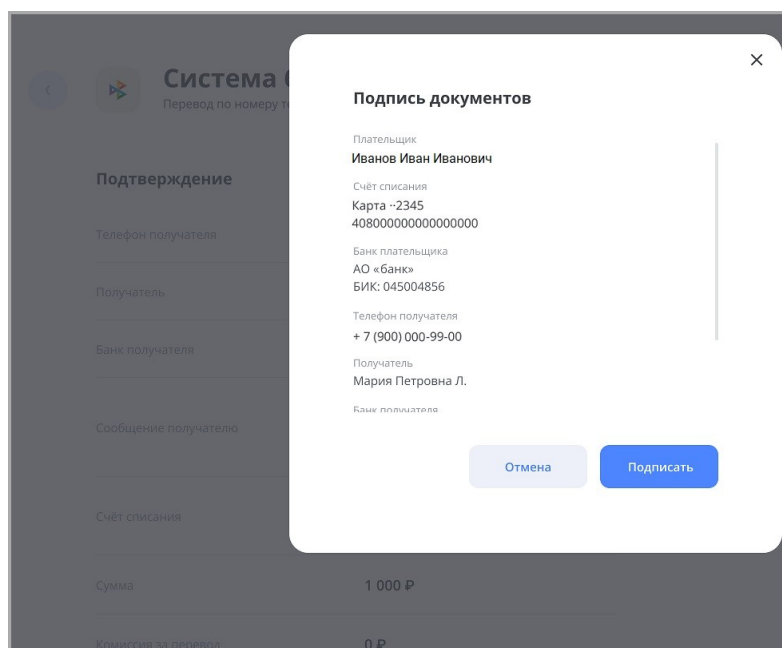 Система
Перевод по номеру
Подтверждение
Телефон получателя
Получатель
Банк получателя
Сообщение получателю
Счёт списания
Сумма
1 000 ₽
Комиссия за перевод
0 ₽
Подпись документов
Плательщик
Иванов Иван Иванович
Счёт списания
Карта ··2345
408000000000000000
Банк плательщика
АО «банк»
БИК: 045004856
Телефон получателя
+ 7 (900) 000-99-00
Получатель
Мария Петровна Л.
Банк получателя
Отмена
Подписать